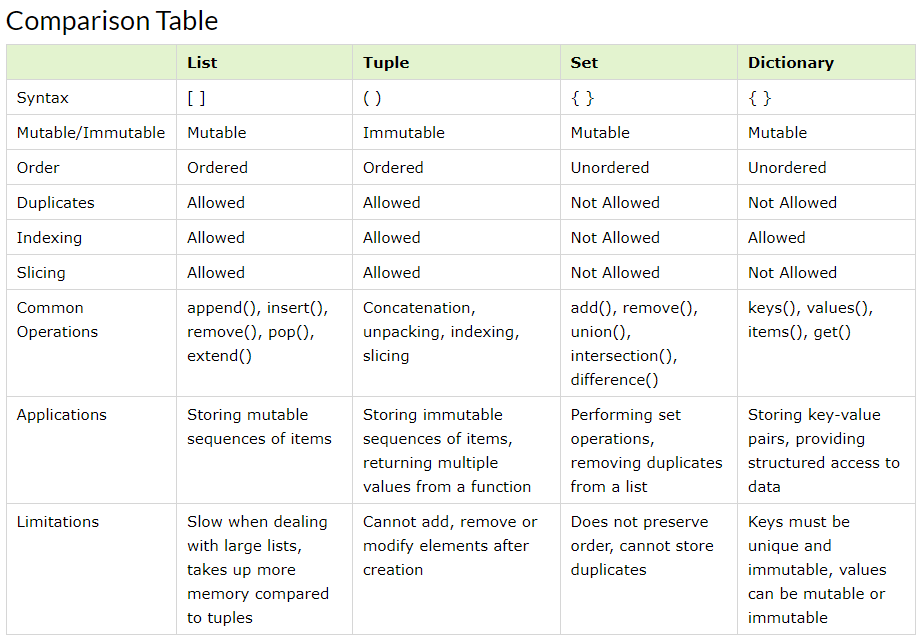 Comparison Table
List Tuple Set Dictionary
Syntax [ ] ( ) { } { }
Mutable/Immutable Mutable Immutable Mutable Mutable
Order Ordered Ordered Unordered Unordered
Duplicates Allowed Allowed Not Allowed Not Allowed
Indexing Allowed Allowed Not Allowed Allowed
Slicing Allowed Allowed Not Allowed Not Allowed
Common append(), insert(), Concatenation, add(), remove(), keys(), values(),
Operations remove(), pop(), unpacking, indexing, union(), items(), get()
extend() slicing intersection(),
difference()
Applications Storing mutable Storing immutable Performing set Storing key-value
sequences of items sequences of items, operations, pairs, providing
returning multiple removing duplicates structured access to
values from a function from a list data
Limitations Slow when dealing Cannot add, remove or Does not preserve Keys must be
with large lists, modify elements after order, cannot store unique and
takes up more creation duplicates immutable, values
memory compared can be mutable or
to tuples immutable